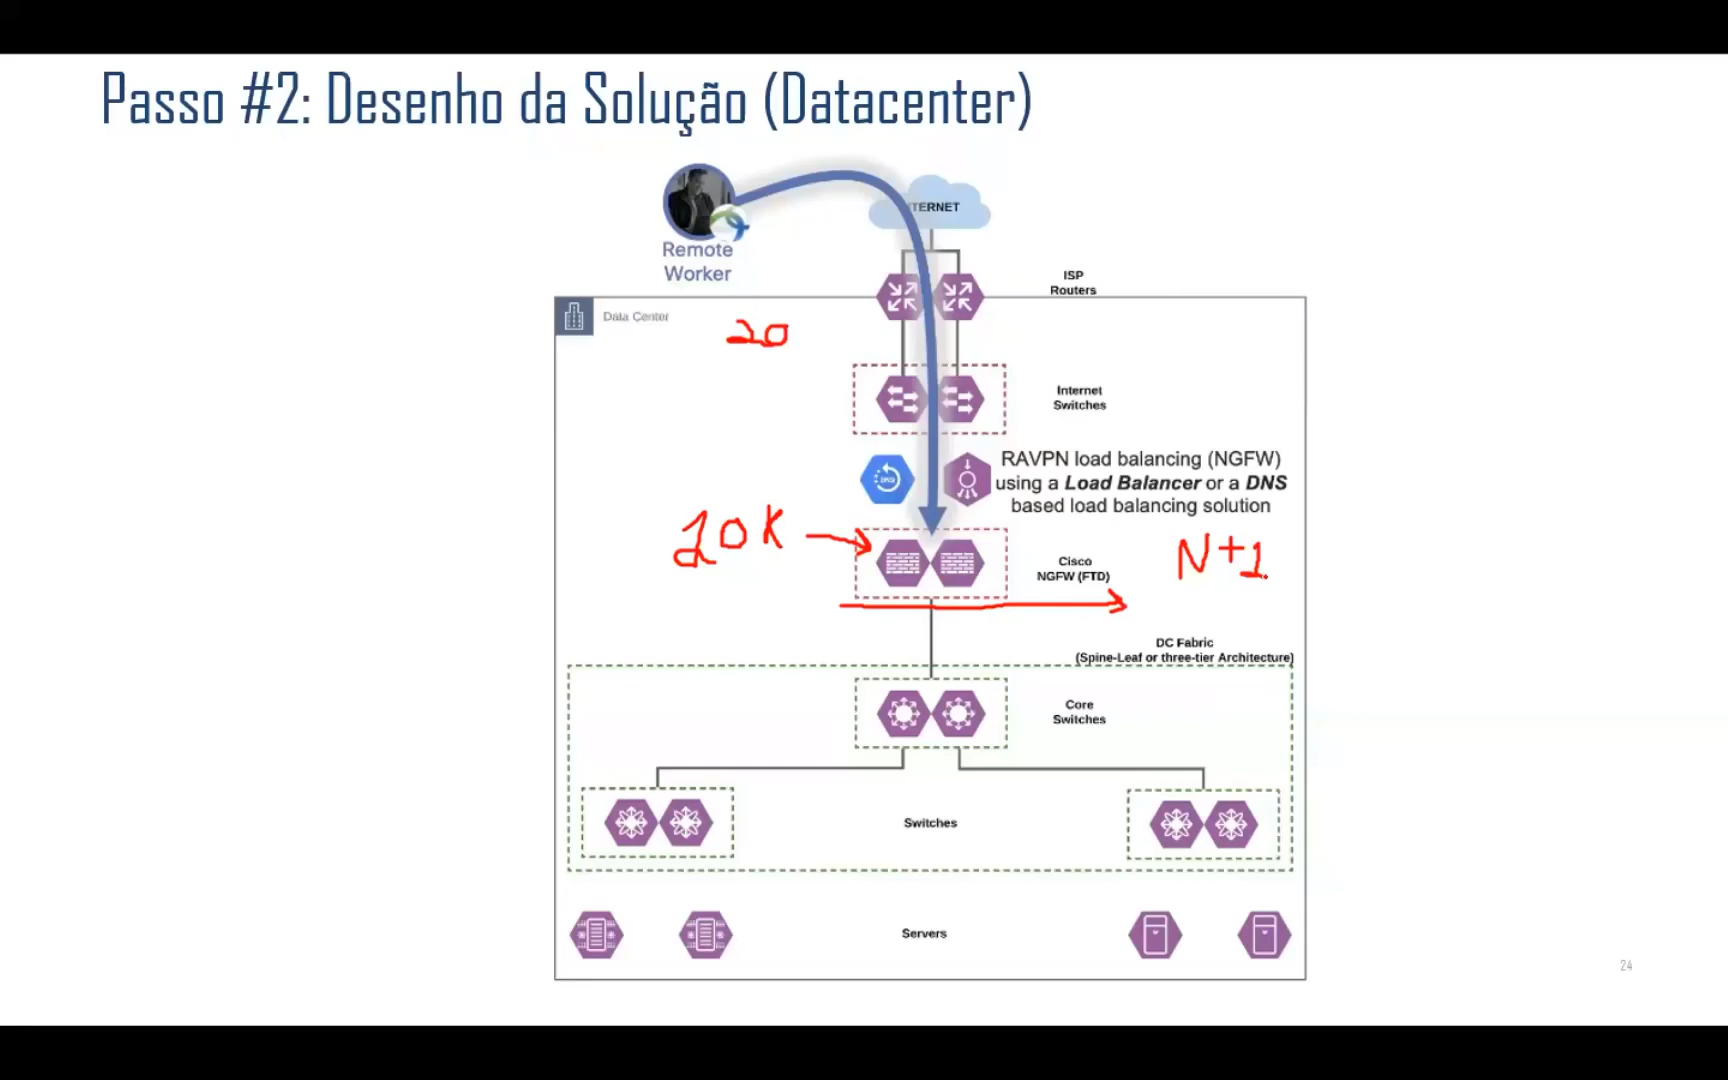 Passo #2: Desenho da Solução (Datacenter)
TERNET
Remote
Worker
ISP
Routers
Data Center
20
Internet
Switches
RAVPN load balancing (NGFW)
using a Load Balancer or a DNS
based load balancing solution
DNS
20K
N+1
Cisco
NGFW (FTD)
DC Fabric
(Spine-Leaf or three-tier Architecture)
Core
Switches
Switches
Servers
24